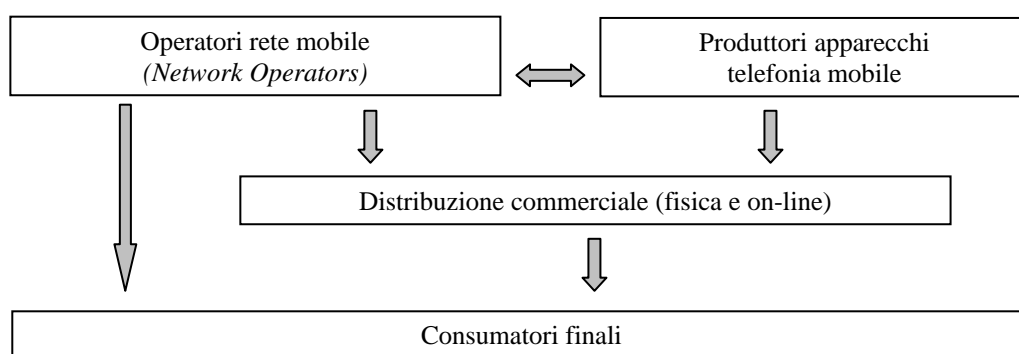 Operatori rete mobile
(Network Operators)
Produttori apparecchi
telefonia mobile
Distribuzione commerciale (fisica e on-line)
Consumatori finali